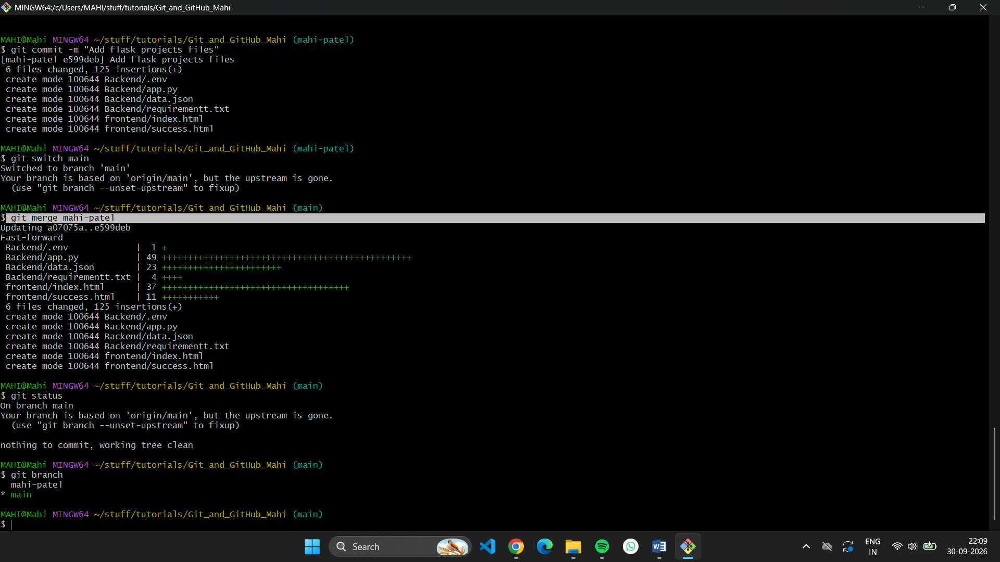 MINGW64:/c/Users/MAHI/stuff/tutorials/Git_and_GitHub_Mahi
MAHI@Mahi MINGW64 ~/stuff/tutorials/Git_and_GitHub_Mahi (mahi-patel)
$ git commit -m "Add flask projects files"
[mahi-patel e599deb] Add flask projects files
 6 files changed, 125 insertions(+)
 create mode 100644 Backend/.env
 create mode 100644 Backend/app.py
 create mode 100644 Backend/data.json
 create mode 100644 Backend/requirementt.txt
 create mode 100644 frontend/index.html
 create mode 100644 frontend/success.html
MAHI@Mahi MINGW64 ~/stuff/tutorials/Git_and_GitHub_Mahi (mahi-patel)
$ git switch main
Switched to branch 'main'
Your branch is based on 'origin/main', but the upstream is gone.
  (use "git branch --unset-upstream" to fixup)
MAHI@Mahi MINGW64 ~/stuff/tutorials/Git_and_GitHub_Mahi (main)
$ git merge mahi-patel
Updating a07075a..e599deb
Fast-forward
 Backend/.env             |  1 +
 Backend/app.py           | 49 ++++++++++++++++++++++++++++++++++++++++++++++++
 Backend/data.json        | 23 +++++++++++++++++++++++
 Backend/requirementt.txt |  4 ++++
 frontend/index.html      | 37 ++++++++++++++++++++++++++++++++++++
 frontend/success.html    | 11 +++++++++++
 6 files changed, 125 insertions(+)
 create mode 100644 Backend/.env
 create mode 100644 Backend/app.py
 create mode 100644 Backend/data.json
 create mode 100644 Backend/requirementt.txt
 create mode 100644 frontend/index.html
 create mode 100644 frontend/success.html
MAHI@Mahi MINGW64 ~/stuff/tutorials/Git_and_GitHub_Mahi (main)
$ git status
On branch main
Your branch is based on 'origin/main', but the upstream is gone.
  (use "git branch --unset-upstream" to fixup)
nothing to commit, working tree clean
MAHI@Mahi MINGW64 ~/stuff/tutorials/Git_and_GitHub_Mahi (main)
$ git branch
  mahi-patel
* main
MAHI@Mahi MINGW64 ~/stuff/tutorials/Git_and_GitHub_Mahi (main)
$
Search
ENG
IN
22:09
30-09-2026